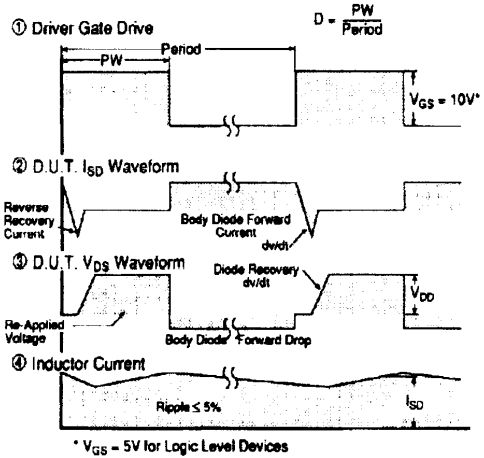 ① Driver Gate Drive
D = PW
Period
Period
PW
VGS = 10V*
② D.U.T. ISD Waveform
Reverse
Recovery
Current
Body Diode Forward
Current
dv/dt
③ D.U.T. VDS Waveform
Diode Recovery
dv/dt
VDD
Re-Applied
Voltage
Body Diode Forward Drop
④ Inductor Current
Ripple ≤ 5%
ISD
* VGS = 5V for Logic Level Devices